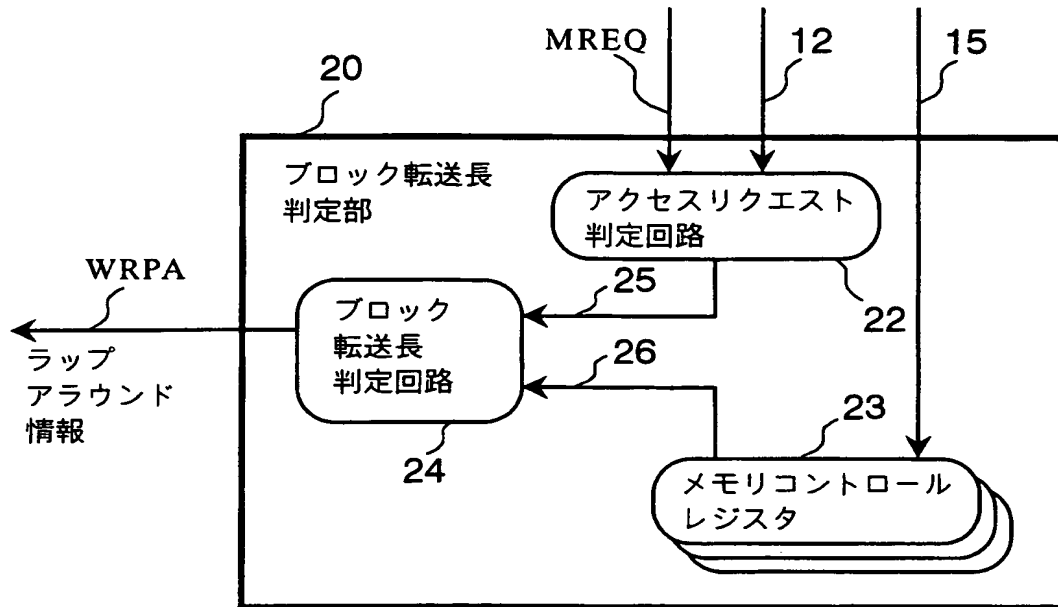 MREQ
12
15
20
ブロック転送長
判定部
アクセスリクエスト
判定回路
WRPA
ラップ
アラウンド
情報
ブロック
転送長
判定回路
25
22
26
24
23
メモリコントロール
レジスタ